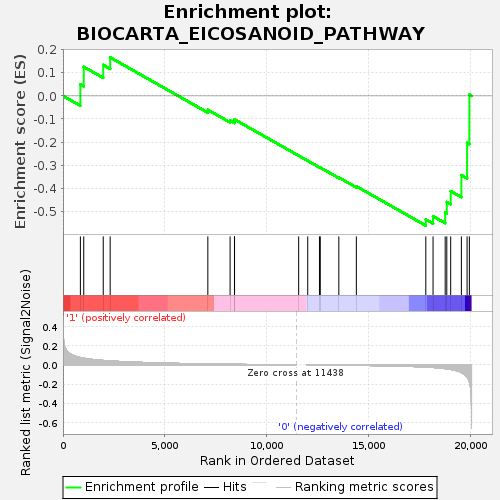 Enrichment plot:
BIOCARTA_EICOSANOID_PATHWAY
Enrichment score (ES)
0.2
0.1
0.0
-0.1
-0.2
-0.3
-0.4
-0.5
'1' (positively correlated)
Ranked list metric (Signal2Noise)
0.4
0.2
0.0
-0.2
-0.4
-0.6
Zero cross at 11438
'0' (negatively correlated)
0 5,000 10,000 15,000 20,000
Rank in Ordered Dataset
Enrichment profile Hits Ranking metric scores